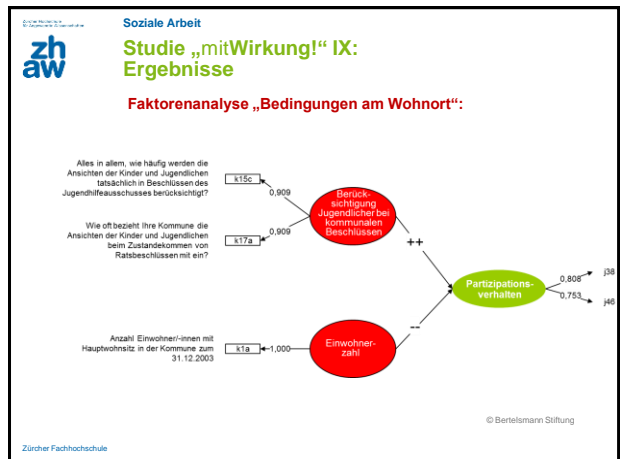 Zürcher Hochschule
für Angewandte Wissenschaften
zh
aw
Soziale Arbeit
Studie „mitWirkung!“ IX:
Ergebnisse
Faktorenanalyse „Bedingungen am Wohnort“:
Alles in allem, wie häufig werden die
Ansichten der Kinder und Jugendlichen
tatsächlich in Beschlüssen des
Jugendhilfeausschusses berücksichtigt?
k15c
0,909
Wie oft bezieht Ihre Kommune die
Ansichten der Kinder und Jugendlichen
beim Zustandekommen von
Ratsbeschlüssen mit ein?
k17a
0,909
Berück-
sichtigung
Jugendlicher bei
kommunalen
Beschlüssen
++
Partizipations-
verhalten
0,808
j38
0,753
j46
Anzahl Einwohner/-innen mit
Hauptwohnsitz in der Kommune zum
31.12.2003
k1a
1,000
Einwohner-
zahl
--
© Bertelsmann Stiftung
Zürcher Fachhochschule